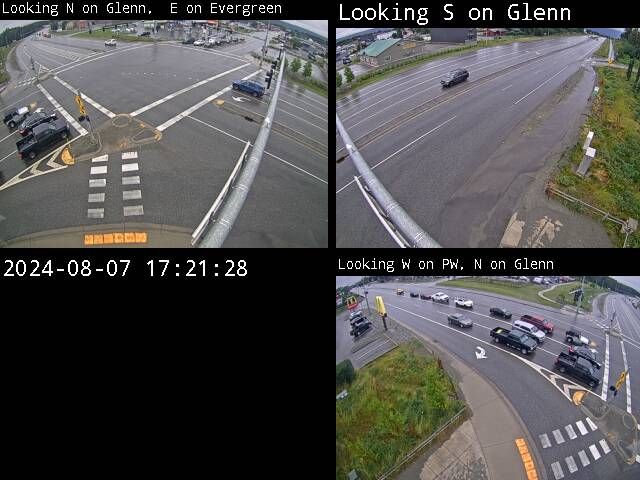 Looking N on Glenn, E on Evergreen
Looking S on Glenn
2024-08-07 17:21:28
Looking W on PW, N on Glenn